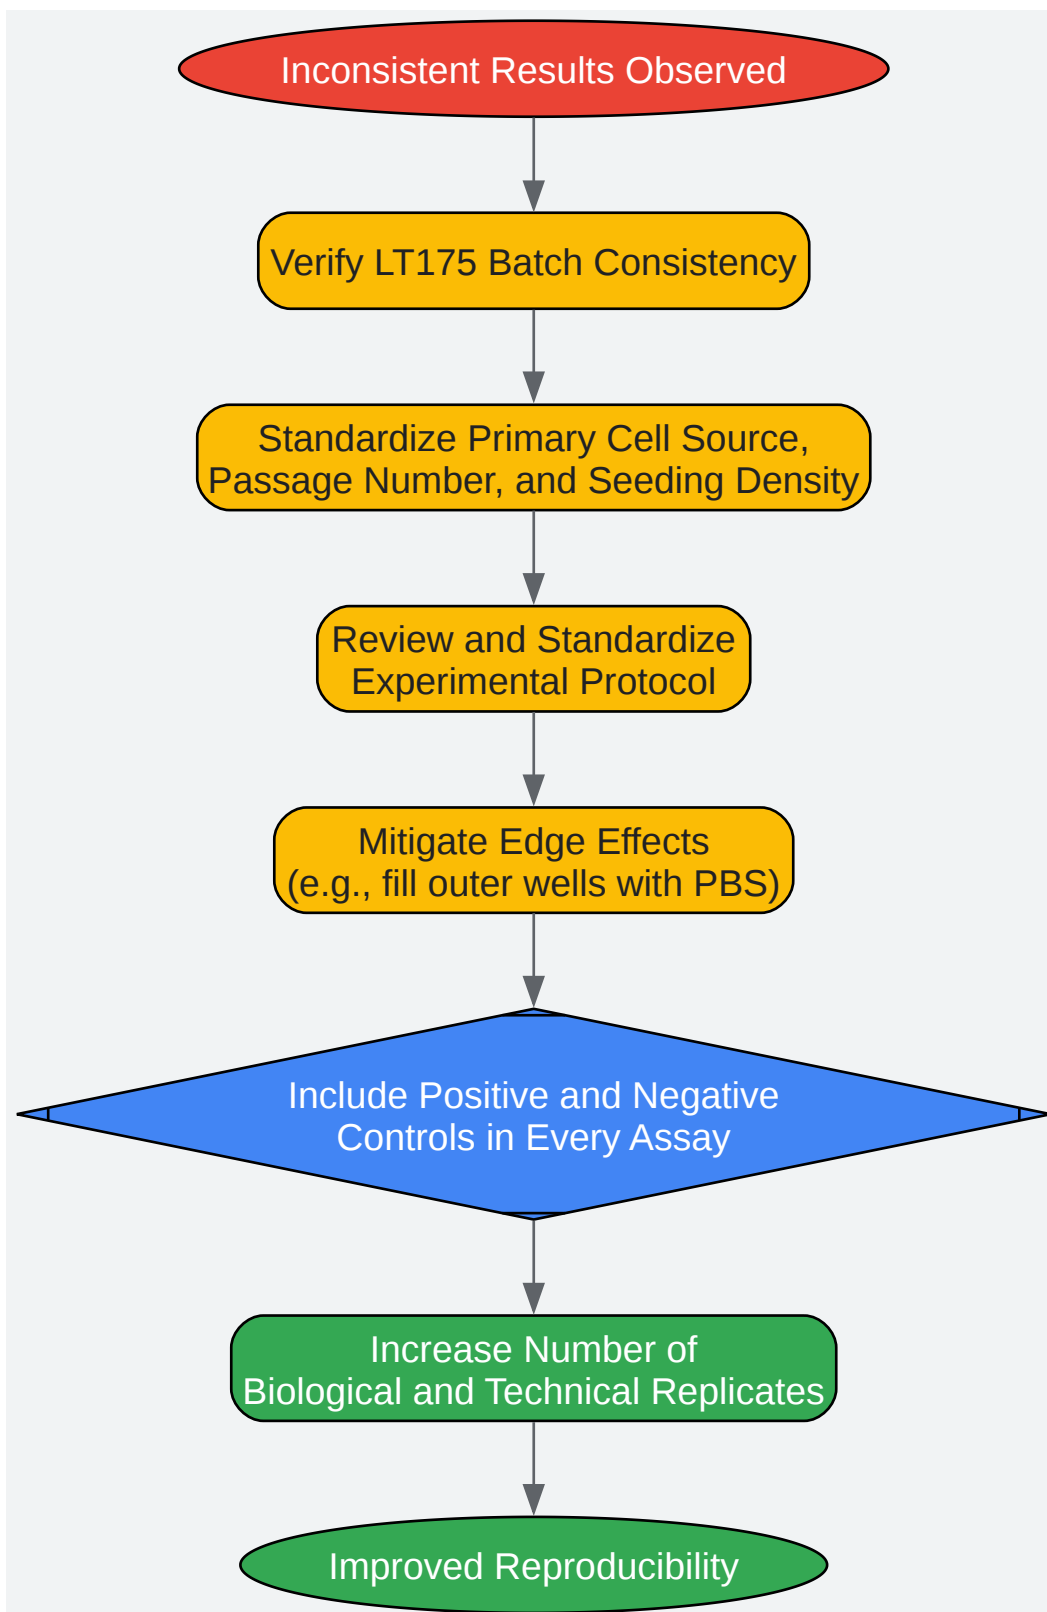 Inconsistent Results Observed
Verify LT175 Batch Consistency
Standardize Primary Cell Source,
Passage Number, and Seeding Density
Review and Standardize
Experimental Protocol
Mitigate Edge Effects
(e.g., fill outer wells with PBS)
Include Positive and Negative
Controls in Every Assay
Increase Number of
Biological and Technical Replicates
Improved Reproducibility